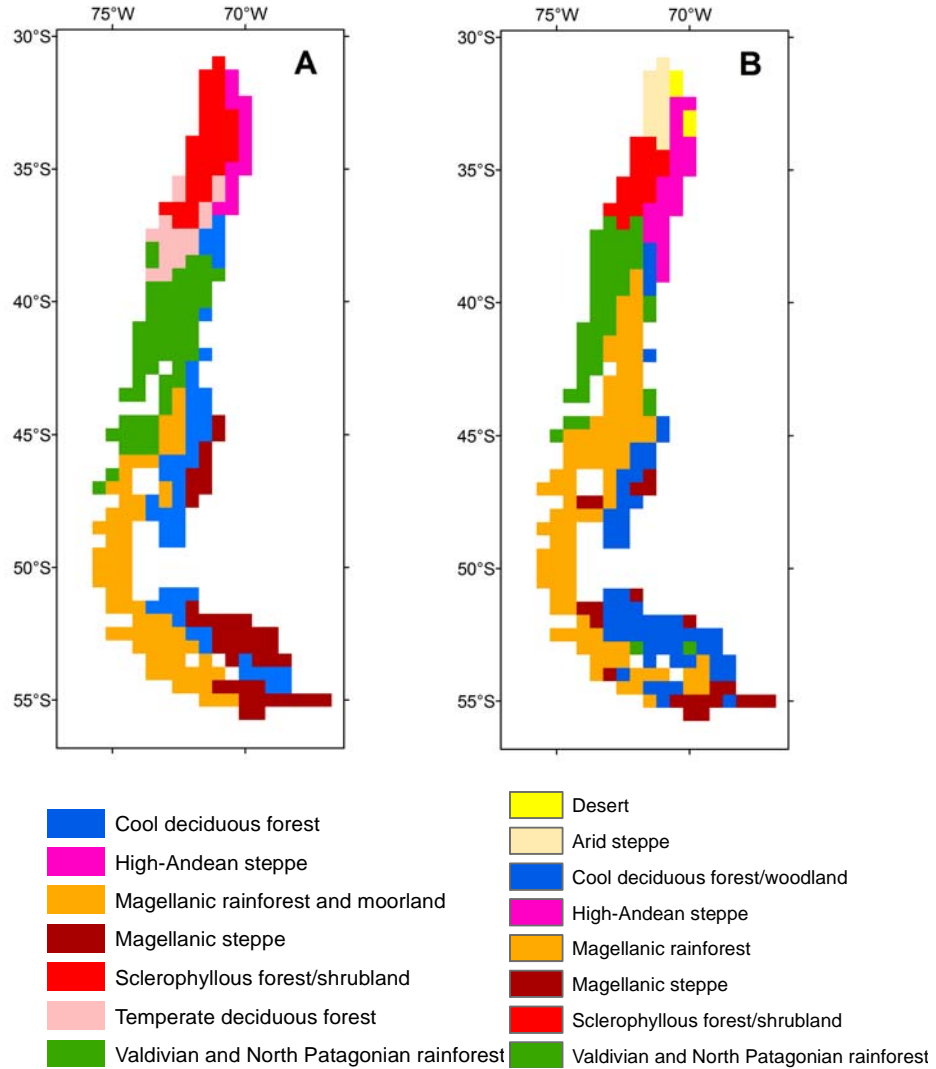 75°W 70°W 75°W 70°W
30°S A 30°S B
35°S 35°S
40°S 40°S
45°S 45°S
50°S 50°S
55°S 55°S
Cool deciduous forest
High-Andean steppe
Magellanic rainforest and moorland
Magellanic steppe
Sclerophyllous forest/shrubland
Temperate deciduous forest
Valdivian and North Patagonian rainforest
Desert
Arid steppe
Cool deciduous forest/woodland
High-Andean steppe
Magellanic rainforest
Magellanic steppe
Sclerophyllous forest/shrubland
Valdivian and North Patagonian rainforest